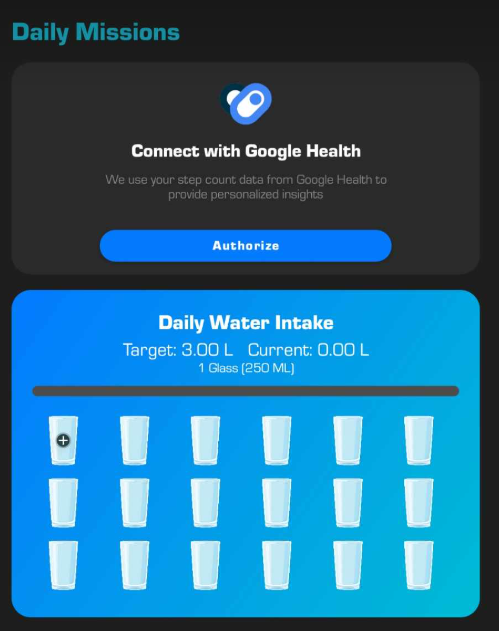 Daily Missions
Connect with Google Health
We use your step count data from Google Health to
provide personalized insights
Authorize
Daily Water Intake
Target: 3.00 L Current: 0.00 L
1 Glass (250 ML)